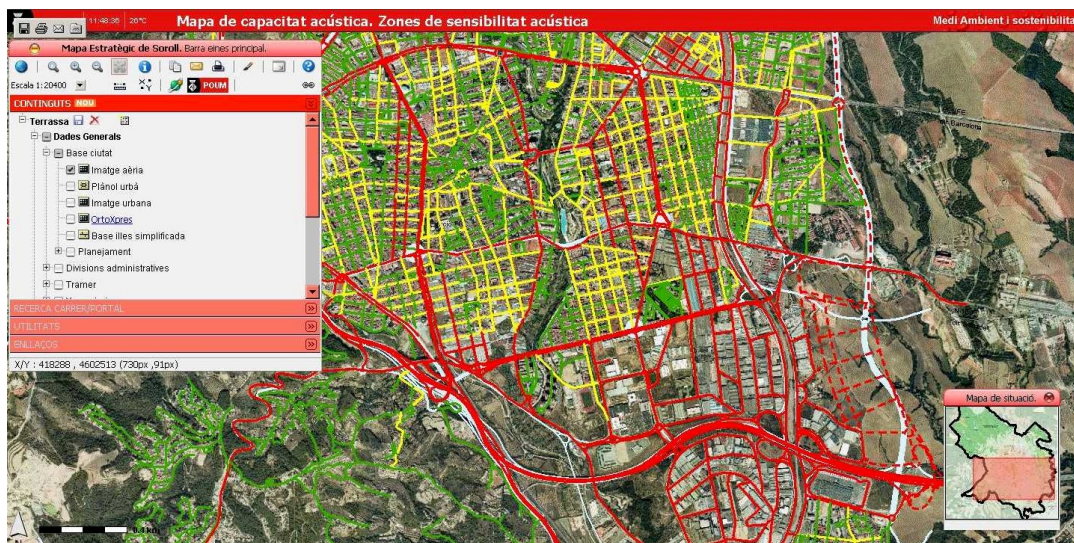 11:48:36 26°C Mapa de capacitat acústica. Zones de sensibilitat acústica Medi Ambient i sostenibilita
Mapa Estratègic de Soroll. Barra eines principal.
Escala 1:20400 POUM
CONTINGUTS NOU
Terrassa
Dades Generals
Base ciutat
Imatge aèria
Plànol urbà
Imatge urbana
OrtoXpres
Base illes simplificada
Planejament
Divisions administratives
Tramer
RECERCA CARRER/PORTAL
UTILITATS
ENLLAÇOS
X/Y : 418288 , 4602513 (730px ,91px)
Barcelona
Mapa de situació.
N